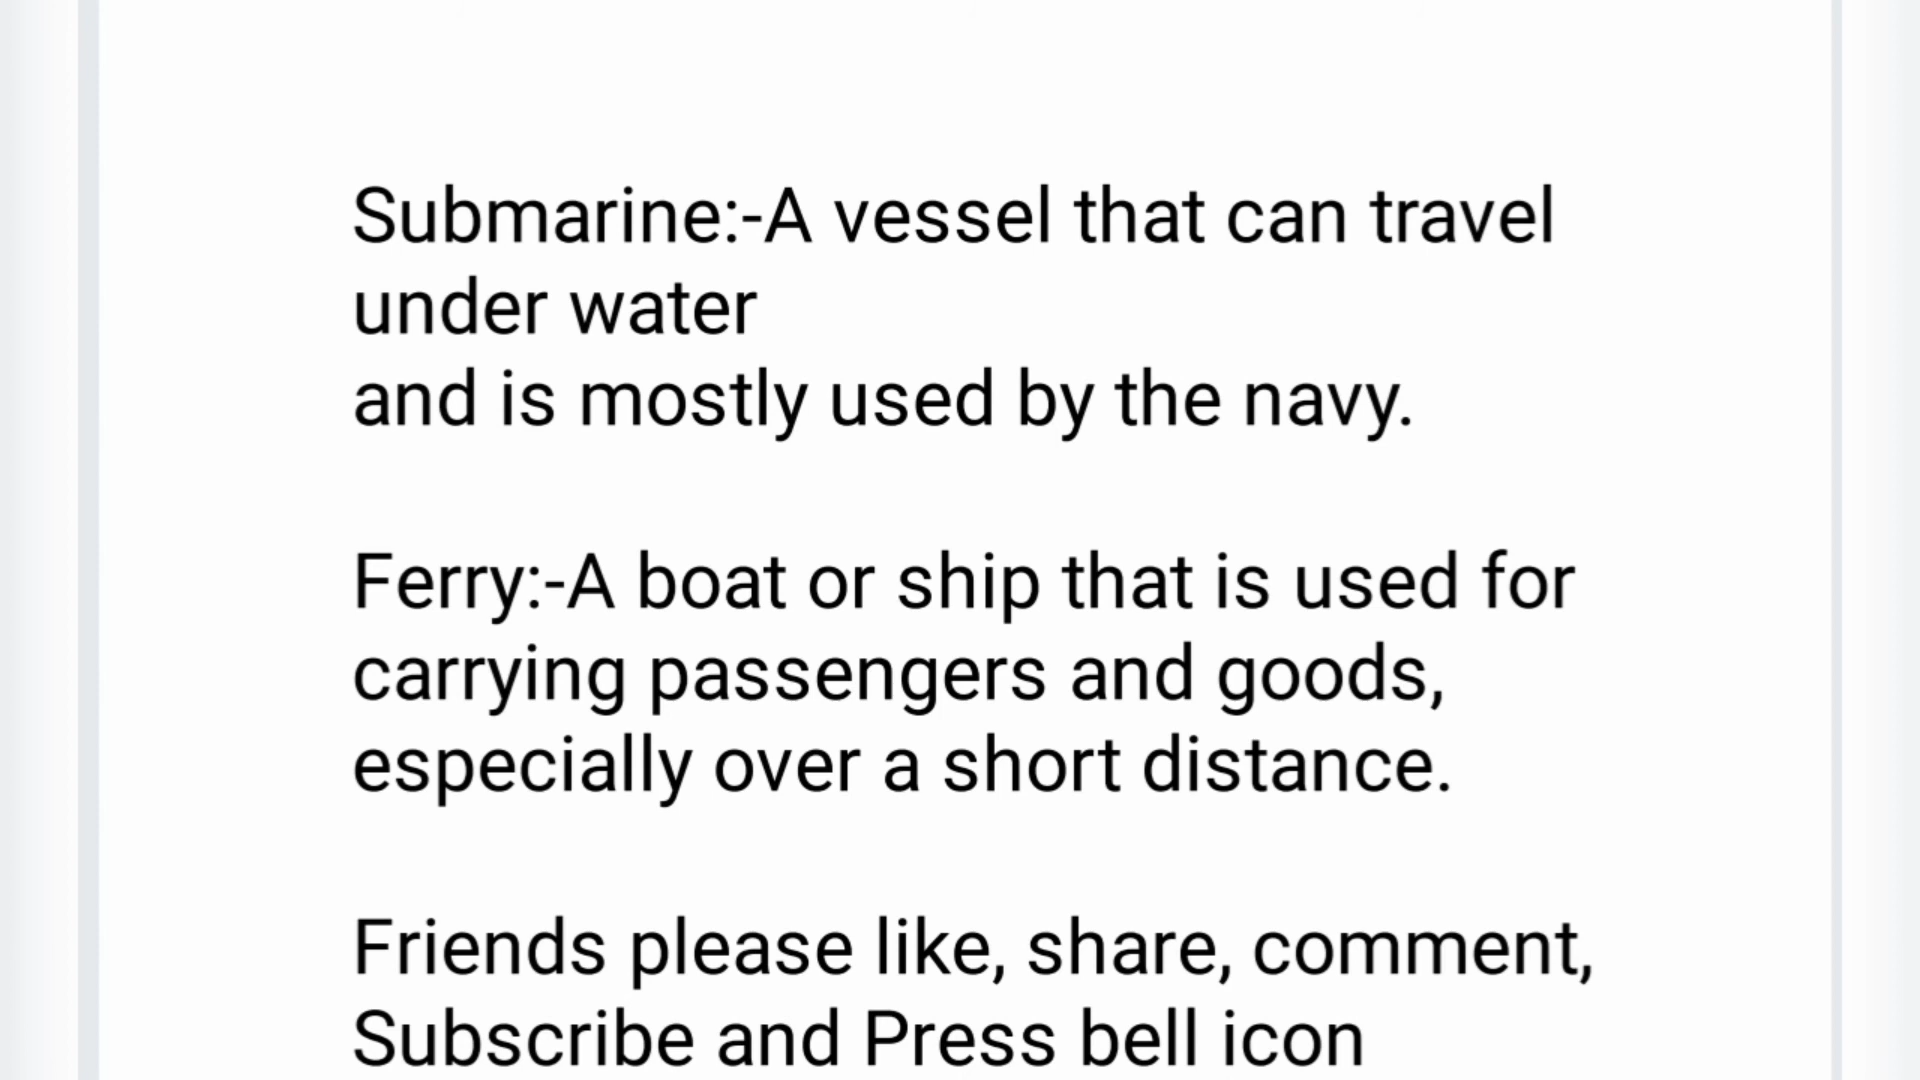 Submarine:-A vessel that can travel
under water
and is mostly used by the navy.
Ferry:-A boat or ship that is used for
carrying passengers and goods,
especially over a short distance.
Friends please like, share, comment,
Subscribe and Press bell icon